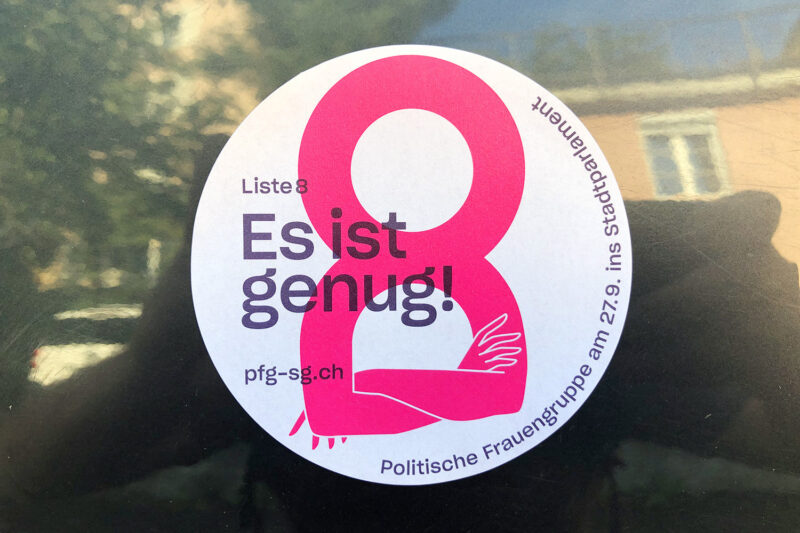 Liste 8
Es ist
genug!
pfg-sg.ch
Politische Frauengruppe am 27.9. ins Stadtparlament